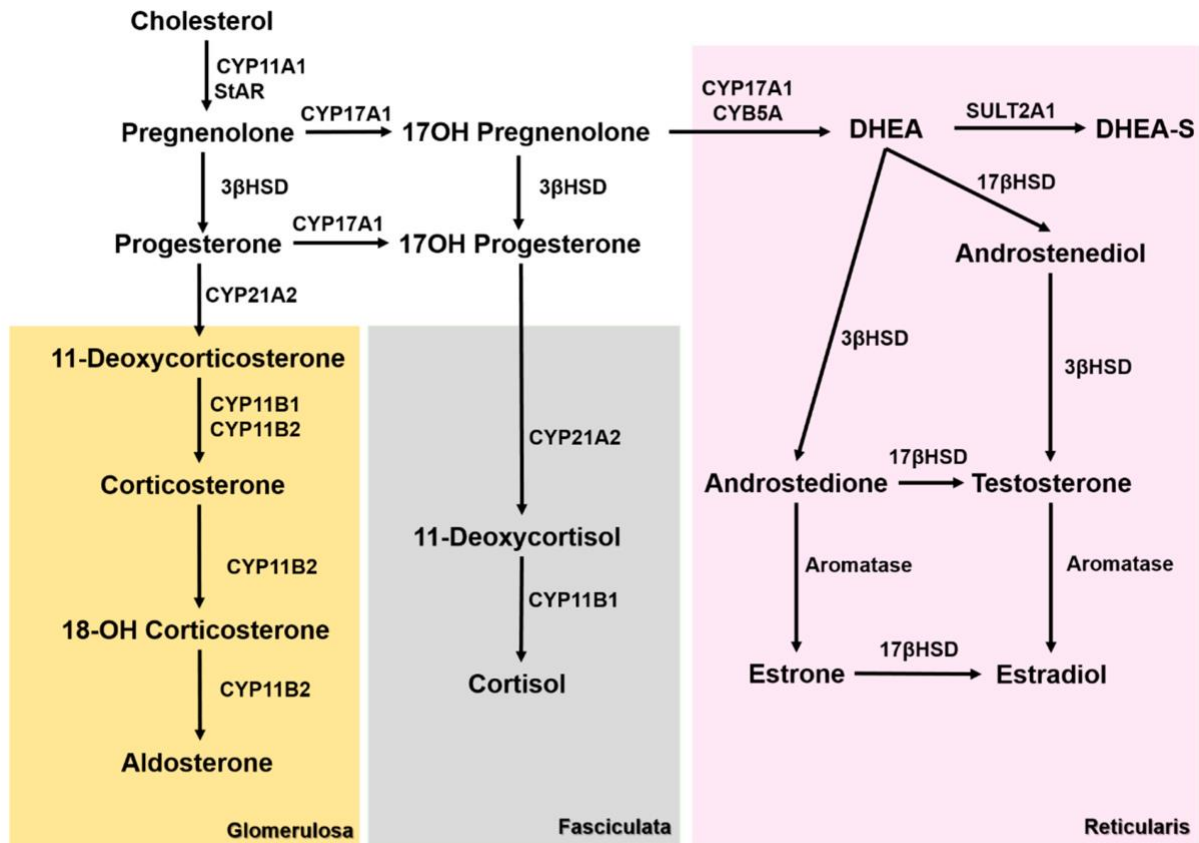 Cholesterol
CYP11A1
StAR
CYP17A1
Pregnenolone
17OH Pregnenolone
CYP17A1
CYB5A
DHEA
SULT2A1
DHEA-S
3βHSD
3βHSD
17βHSD
CYP17A1
Progesterone
17OH Progesterone
Androstenediol
CYP21A2
11-Deoxycorticosterone
3βHSD
3βHSD
CYP11B1
CYP11B2
CYP21A2
Corticosterone
Androstedione
17βHSD
Testosterone
11-Deoxycortisol
CYP11B2
Aromatase
Aromatase
CYP11B1
18-OH Corticosterone
Cortisol
Estrone
17βHSD
Estradiol
CYP11B2
Aldosterone
Glomerulosa
Fasciculata
Reticularis